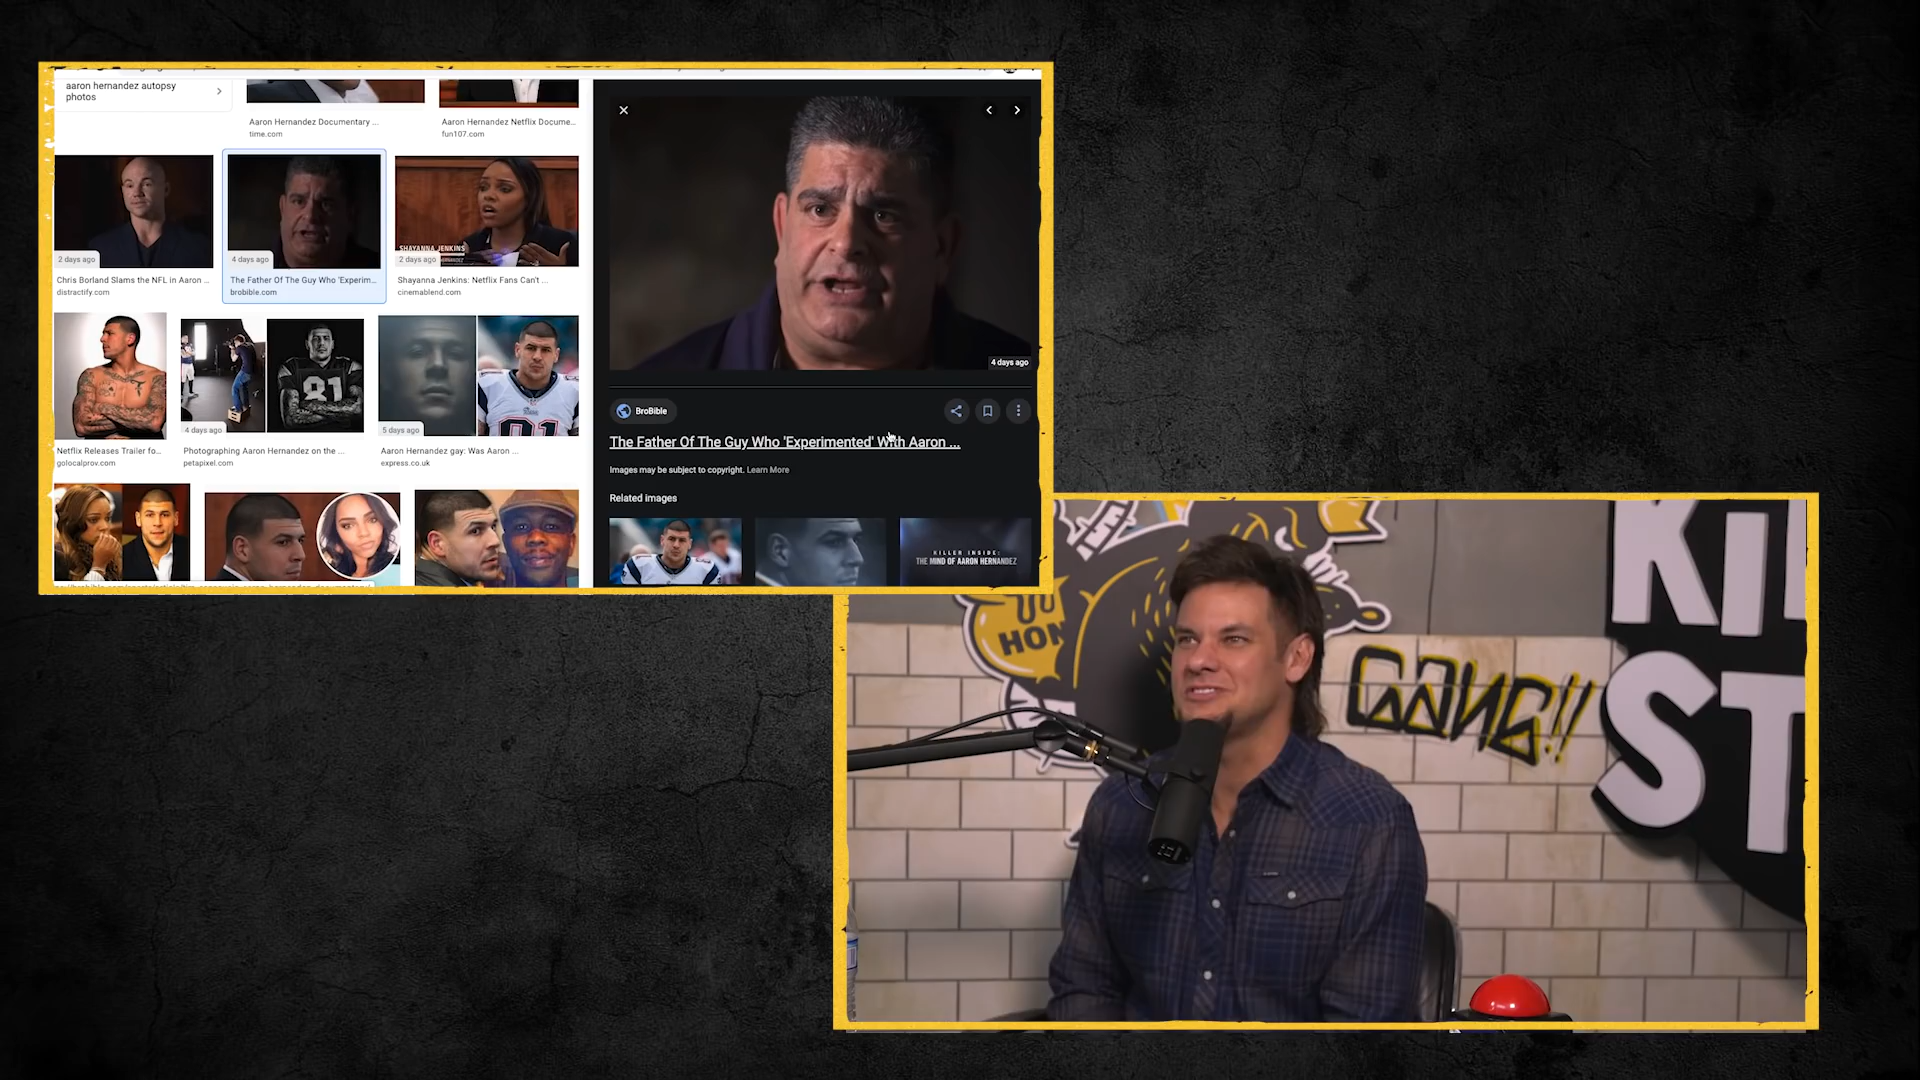 aaron hernandez autopsy
photos
Aaron Hernandez Documentary ...
time.com
Aaron Hernandez Netflix Docume...
fun107.com
2 days ago
Chris Borland Slams the NFL in Aaron ...
distractify.com
4 days ago
The Father Of The Guy Who 'Experim...
brobible.com
SHAYANNA JENKINS
2 days ago
Shayanna Jenkins: Netflix Fans Can't ...
cinemablend.com
81
Netflix Releases Trailer fo...
golocalprov.com
4 days ago
Photographing Aaron Hernandez on the ...
petapixel.com
5 days ago
Aaron Hernandez gay: Was Aaron ...
express.co.uk
4 days ago
BroBible
The Father Of The Guy Who 'Experimented' With Aaron ...
Images may be subject to copyright. Learn More
Related images
KILLER INSIDE:
THE MIND OF AARON HERNANDEZ
HON
GANG!!
KI
ST